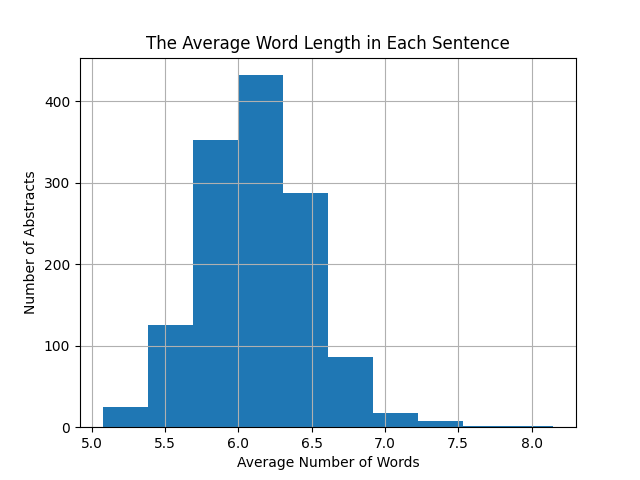 The Average Word Length in Each Sentence
400
300
200
100
0
Number of Abstracts
5.0 5.5 6.0 6.5 7.0 7.5 8.0
Average Number of Words